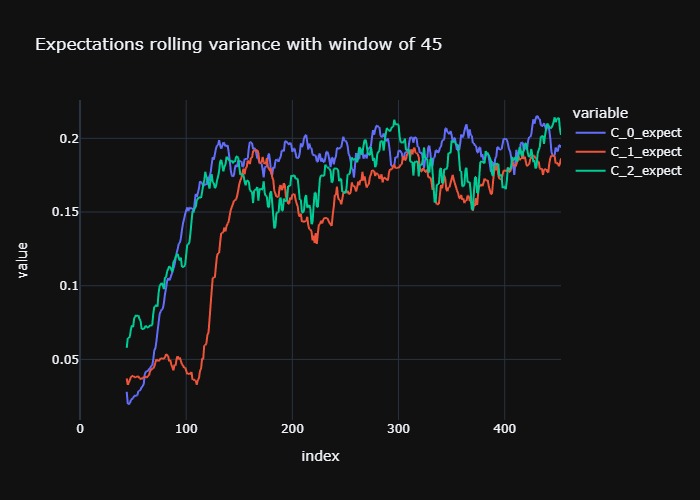 Expectations rolling variance with window of 45
variable
C_0_expect
C_1_expect
C_2_expect
value
0.2
0.15
0.1
0.05
0
100
200
300
400
index